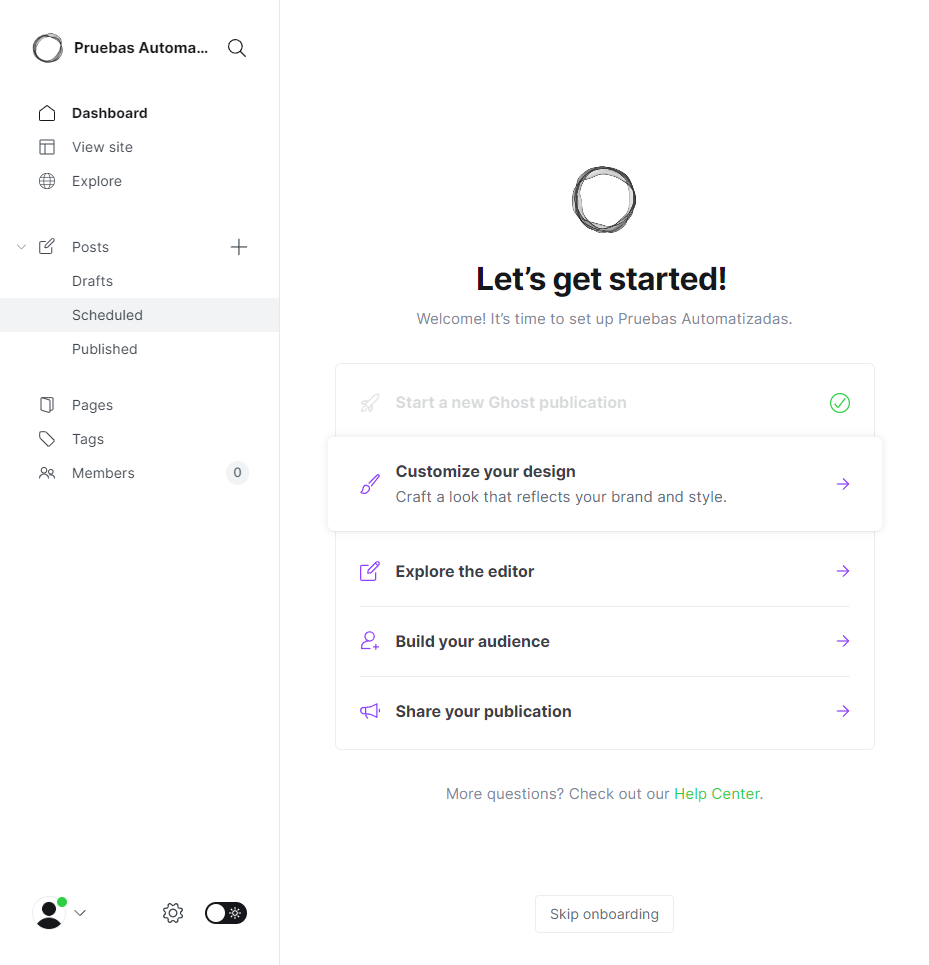 Pruebas Automa...
Dashboard
View site
Explore
Posts
Drafts
Scheduled
Published
Pages
Tags
Members 0
Let's get started!
Welcome! It's time to set up Pruebas Automatizadas.
Start a new Ghost publication
Customize your design
Craft a look that reflects your brand and style.
Explore the editor
Build your audience
Share your publication
More questions? Check out our Help Center.
Skip onboarding